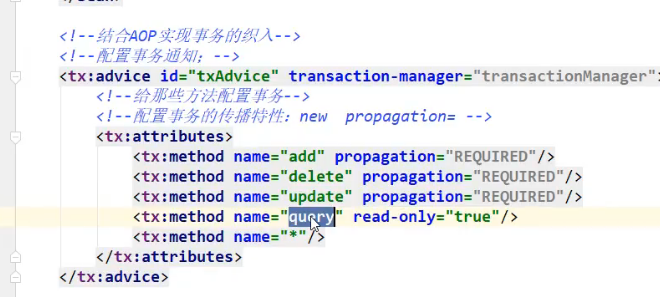 <!--结合AOP实现事务的织入-->
<!--配置事务通知；-->
<tx:advice id="txAdvice" transaction-manager="transactionManager">
<!--给那些方法配置事务-->
<!--配置事务的传播特性：new propagation= -->
<tx:attributes>
<tx:method name="add" propagation="REQUIRED"/>
<tx:method name="delete" propagation="REQUIRED"/>
<tx:method name="update" propagation="REQUIRED"/>
<tx:method name="query" read-only="true"/>
<tx:method name="*"/>
</tx:attributes>
</tx:advice>